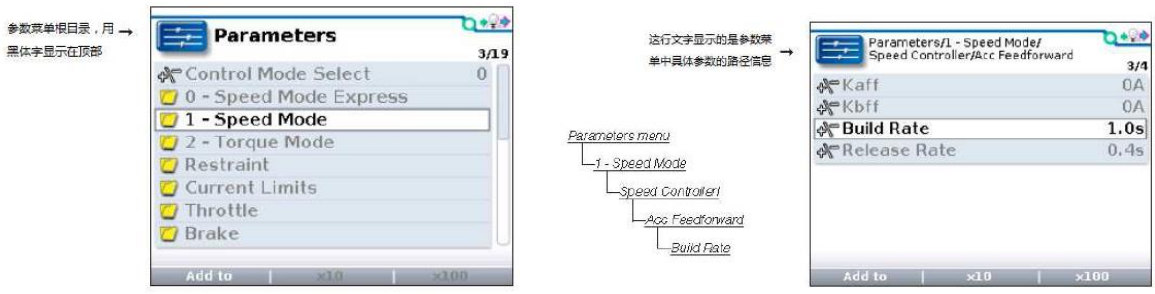 参数菜单根目录，用
黑体字显示在顶部
Parameters
3/19
Control Mode Select 0
0 - Speed Mode Express
1 - Speed Mode
2 - Torque Mode
Restraint
Current Limits
Throttle
Brake
Add to | x10 | x100
Parameters menu
1 - Speed Mode
Speed Controllerl
Acc Feedforward
Build Rate
这行文字显示的是参数菜
单中具体参数的路径信息
Parameters/1 - Speed Mode/
Speed Controller/Acc Feedforward
3/4
Kaff 0A
Kbff 0A
Build Rate 1.0s
Release Rate 0.4s
Add to | x10 | x100